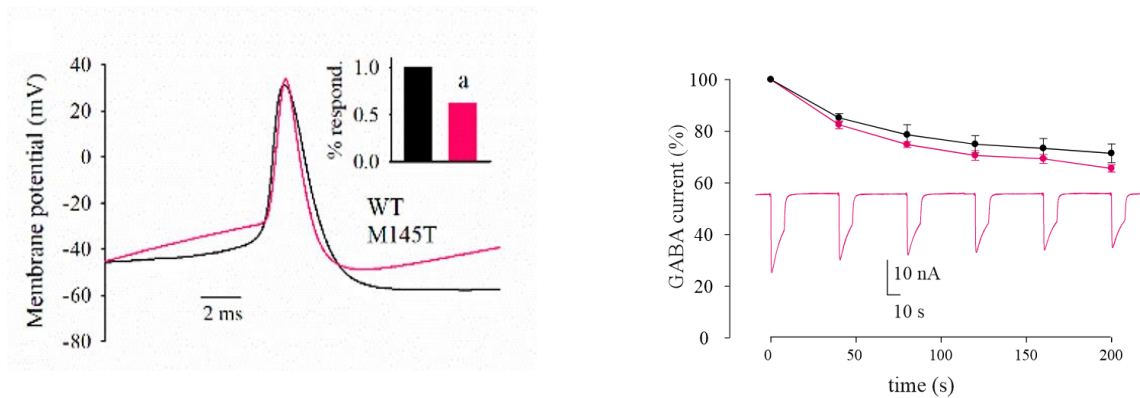 Membrane potential (mV)
40
20
0
-20
-40
-60
-80
% respond.
1.0
0.5
0.0
a
WT
M145T
2 ms
GABA current (%)
100
80
60
40
20
0
10 nA
10 s
0
50
100
150
200
time (s)